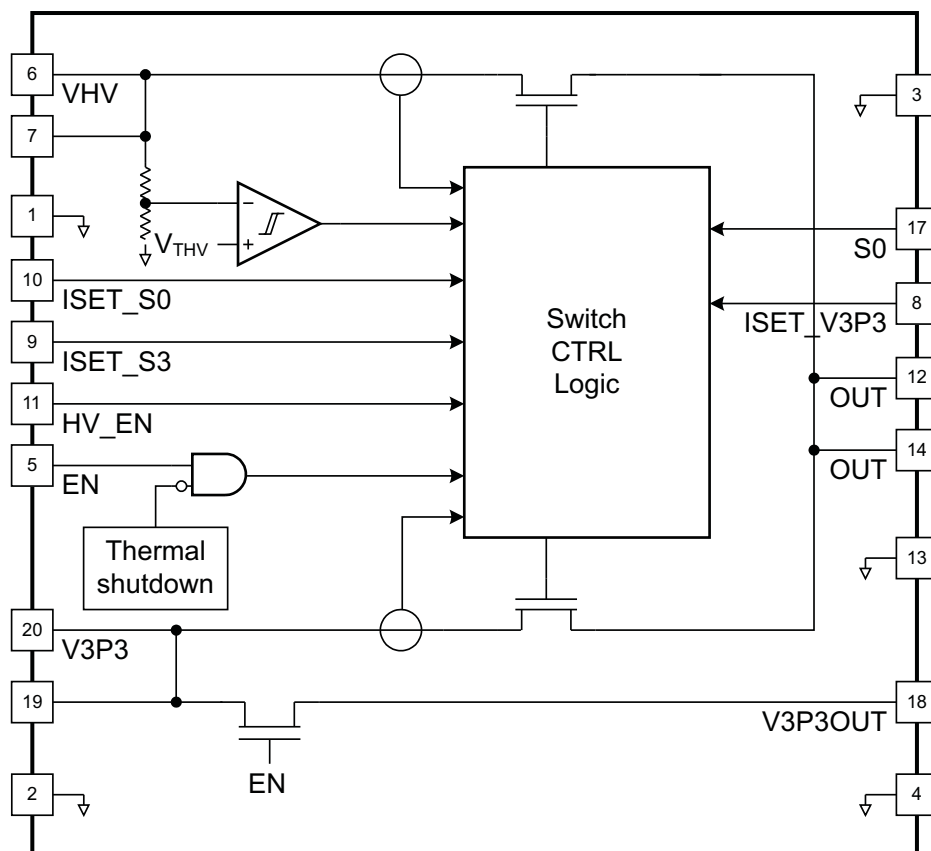 6
VHV
3
7
1
−
VTHV
+
17
S0
10
ISET_S0
8
ISET_V3P3
9
ISET_S3
Switch
CTRL
Logic
12
OUT
11
HV_EN
5
EN
14
OUT
Thermal
shutdown
13
20
V3P3
19
18
V3P3OUT
EN
2
4